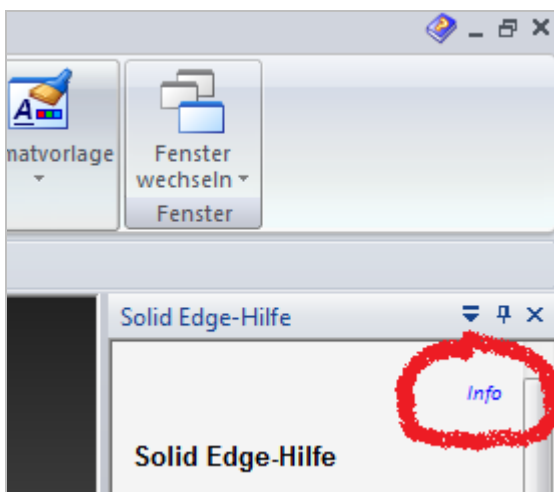 matvorlage
Fenster
wechseln
Fenster
Solid Edge-Hilfe
Info
Solid Edge-Hilfe